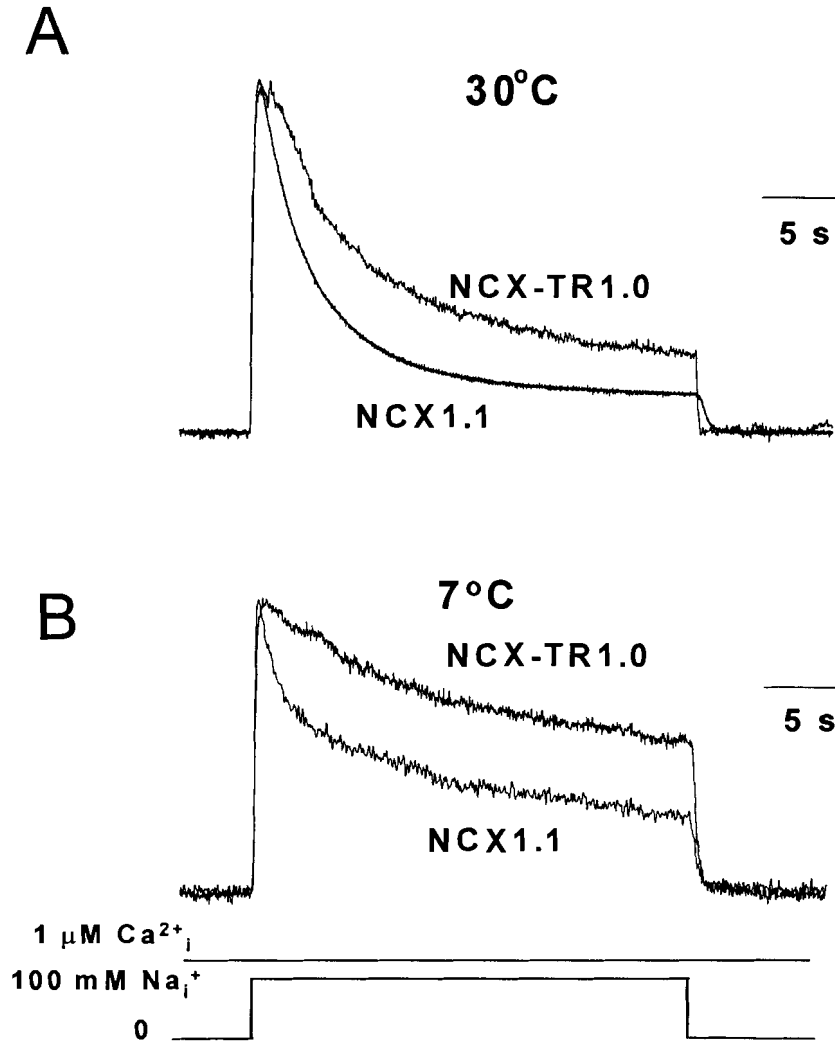 A
30°C
5 s
NCX-TR1.0
NCX1.1
B
7°C
NCX-TR1.0
5 s
NCX1.1
1 μM Ca²⁺ᵢ
100 mM Naᵢ⁺
0